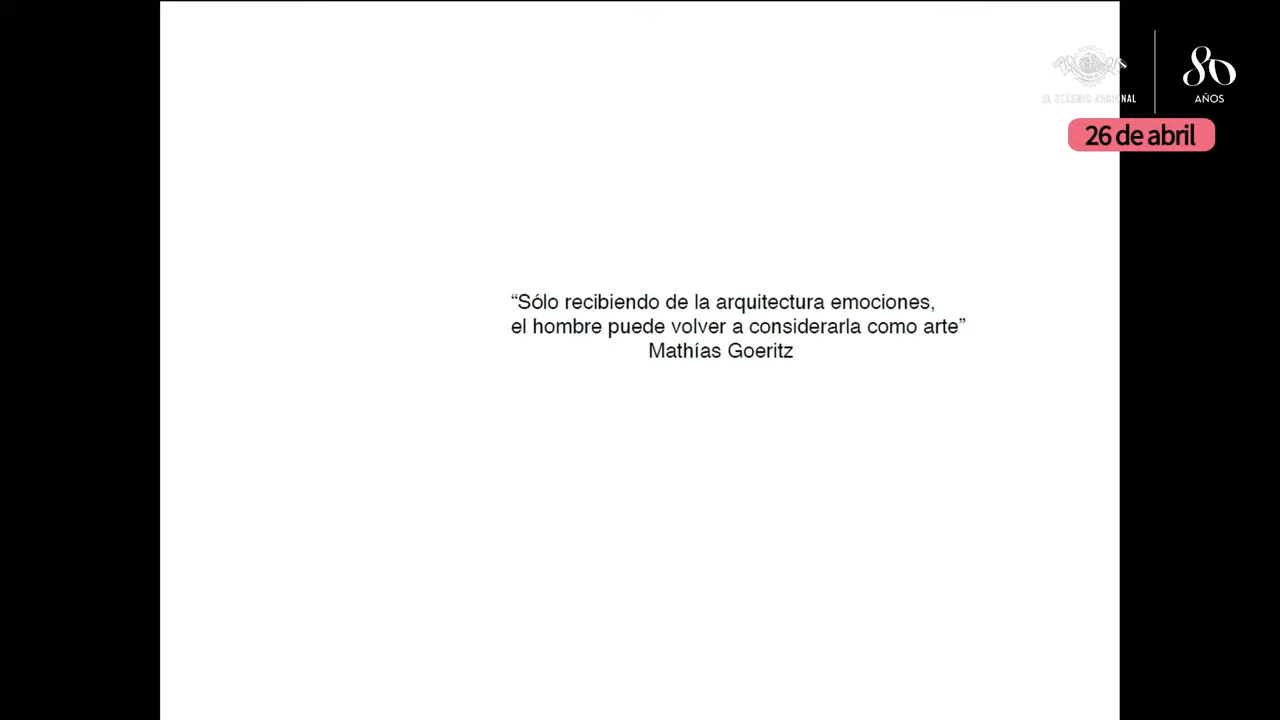 EL COLEGIO NACIONAL
80
AÑOS
26 de abril
“Sólo recibiendo de la arquitectura emociones,
el hombre puede volver a considerarla como arte”
Mathías Goeritz